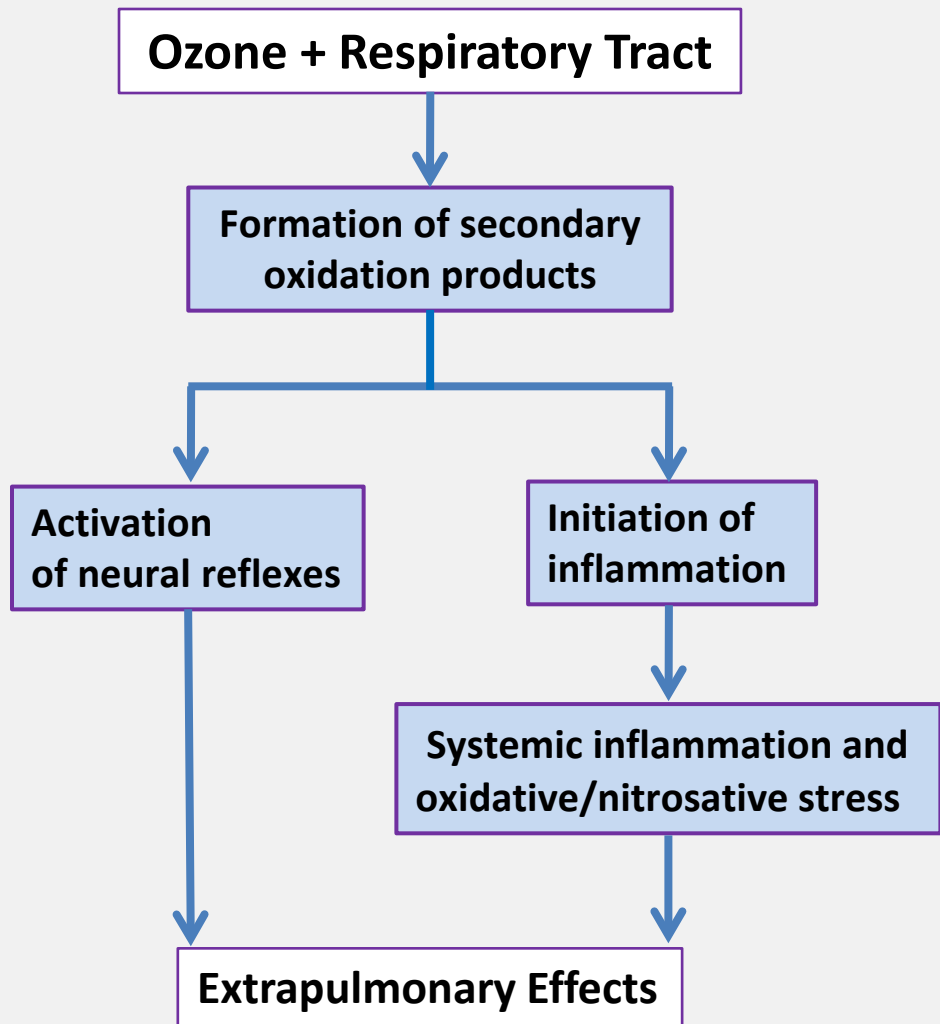 Ozone + Respiratory Tract
Formation of secondary
oxidation products
Activation
of neural reflexes
Initiation of
inflammation
Systemic inflammation and
oxidative/nitrosative stress
Extrapulmonary Effects